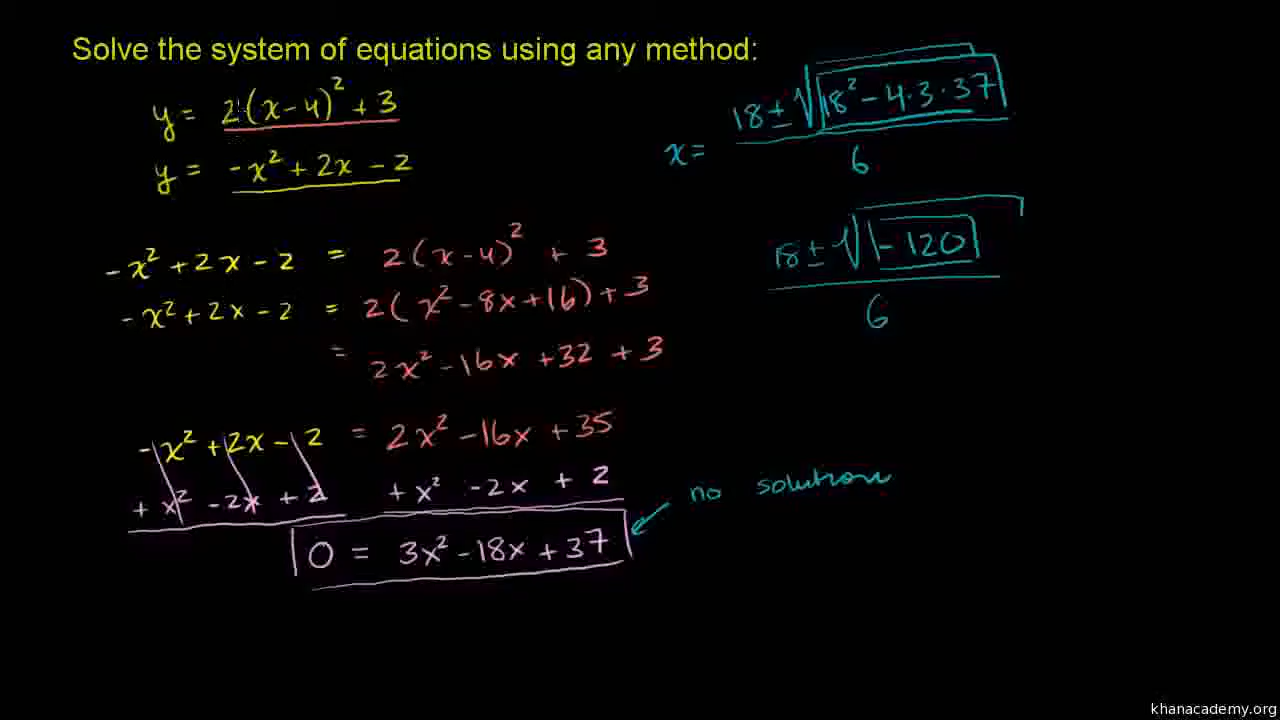 Solve the system of equations using any method:
y = 2(x-4)² + 3
y = -x² + 2x - 2
-x² + 2x - 2 = 2(x-4)² + 3
-x² + 2x - 2 = 2(x² - 8x + 16) + 3
= 2x² - 16x + 32 + 3
-x² + 2x - 2 = 2x² - 16x + 35
+ x² - 2x + 2 + x² - 2x + 2
0 = 3x² - 18x + 37
x = (18 ± √(18² - 4·3·37)) / 6
(18 ± √(-120)) / 6
no solution
khanacademy.org